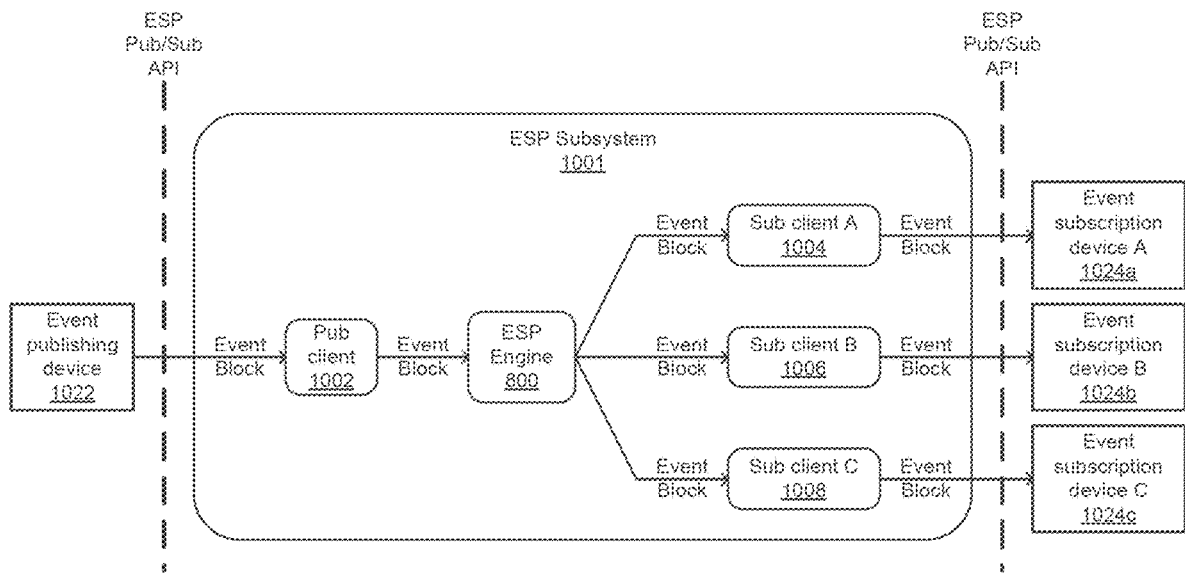 ESP
Pub/Sub
API
ESP
Pub/Sub
API
ESP Subsystem
1001
Event
publishing
device
1022
Event
Block
Pub
client
1002
Event
Block
ESP
Engine
800
Event
Block
Sub client A
1004
Event
Block
Event
subscription
device A
1024a
Event
Block
Sub client B
1006
Event
Block
Event
subscription
device B
1024b
Event
Block
Sub client C
1008
Event
Block
Event
subscription
device C
1024c